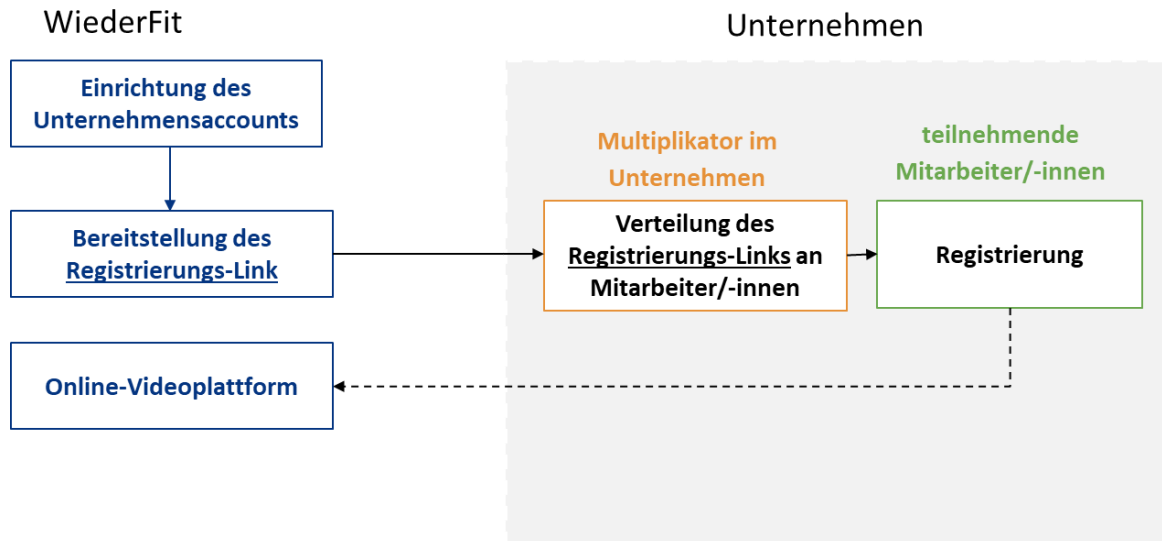 WiederFit
Unternehmen
Einrichtung des
Unternehmensaccounts
Multiplikator im
Unternehmen
teilnehmende
Mitarbeiter/-innen
Bereitstellung des
Registrierungs-Link
Verteilung des
Registrierungs-Links an
Mitarbeiter/-innen
Registrierung
Online-Videoplattform